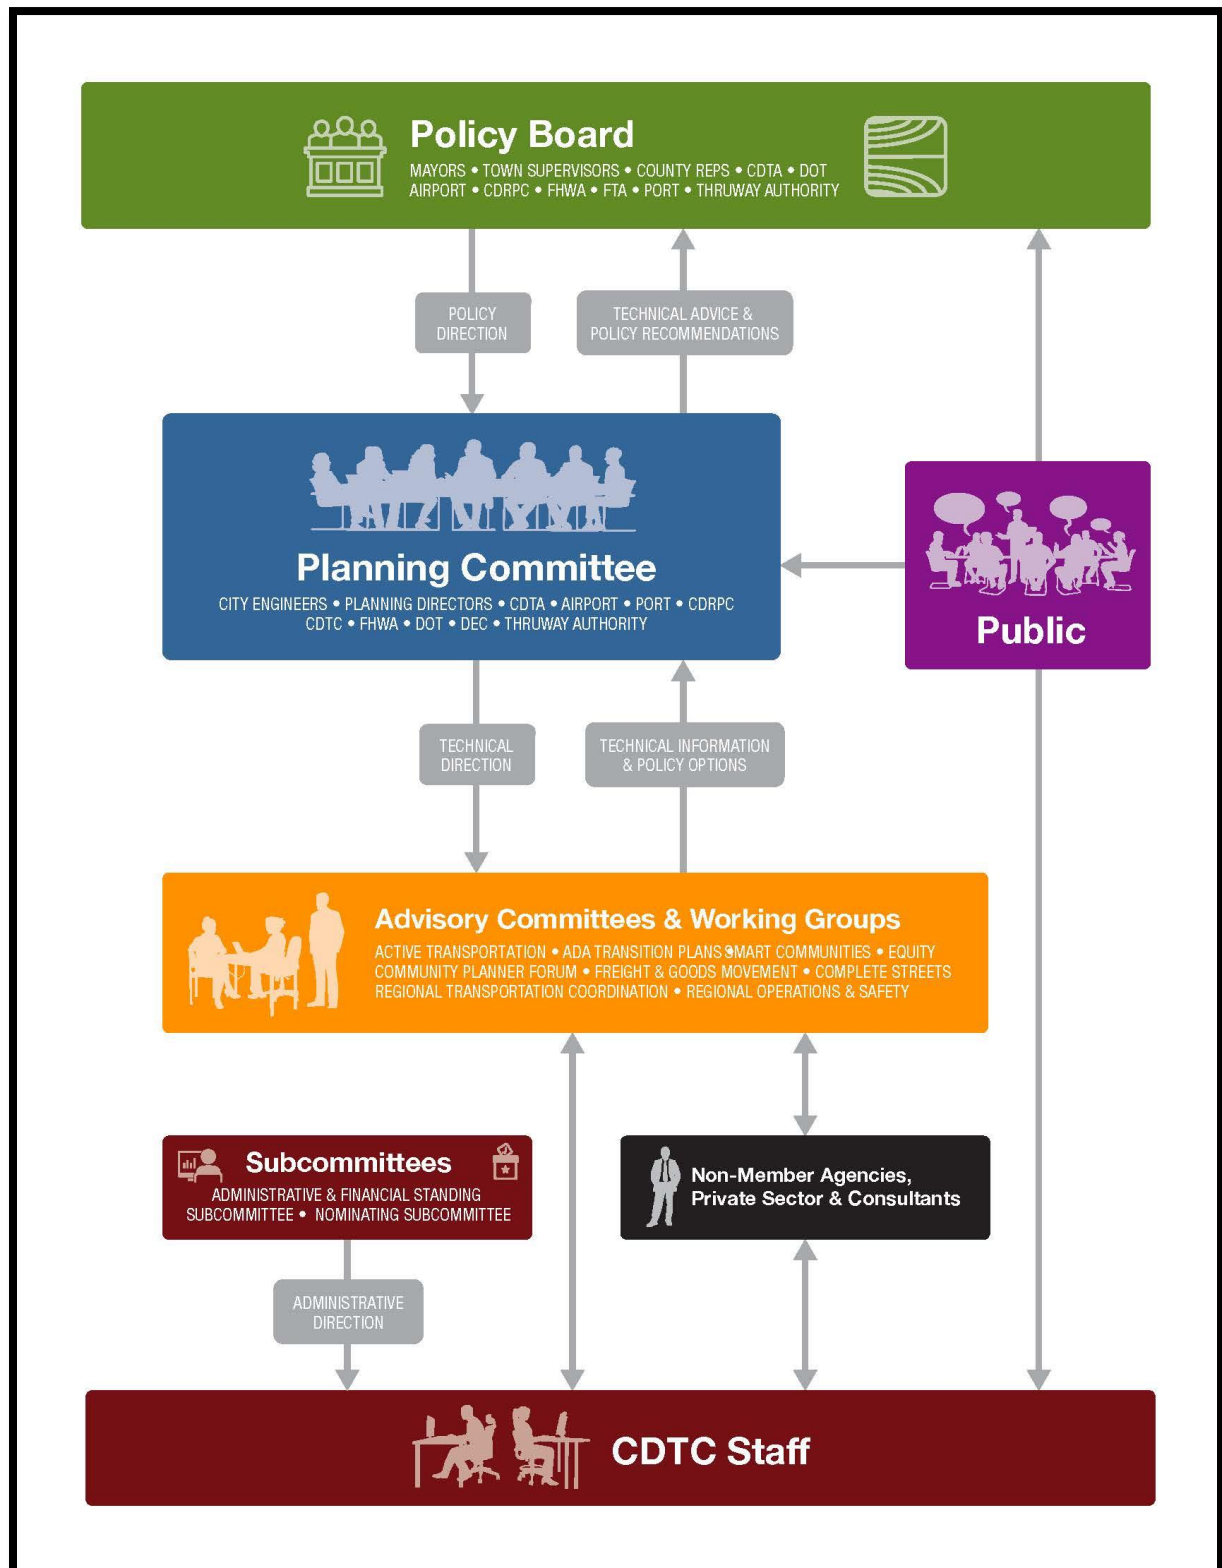 Policy Board
MAYORS • TOWN SUPERVISORS • COUNTY REPS • CDTA • DOT
AIRPORT • CDRPC • FHWA • FTA • PORT • THRUWAY AUTHORITY
POLICY
DIRECTION
TECHNICAL ADVICE &
POLICY RECOMMENDATIONS
Planning Committee
CITY ENGINEERS • PLANNING DIRECTORS • CDTA • AIRPORT • PORT • CDRPC
CDTC • FHWA • DOT • DEC • THRUWAY AUTHORITY
Public
TECHNICAL
DIRECTION
TECHNICAL INFORMATION
& POLICY OPTIONS
Advisory Committees & Working Groups
ACTIVE TRANSPORTATION • ADA TRANSITION PLANS • SMART COMMUNITIES • EQUITY
COMMUNITY PLANNER FORUM • FREIGHT & GOODS MOVEMENT • COMPLETE STREETS
REGIONAL TRANSPORTATION COORDINATION • REGIONAL OPERATIONS & SAFETY
Subcommittees
ADMINISTRATIVE & FINANCIAL STANDING
SUBCOMMITTEE • NOMINATING SUBCOMMITTEE
Non-Member Agencies,
Private Sector & Consultants
ADMINISTRATIVE
DIRECTION
CDTC Staff